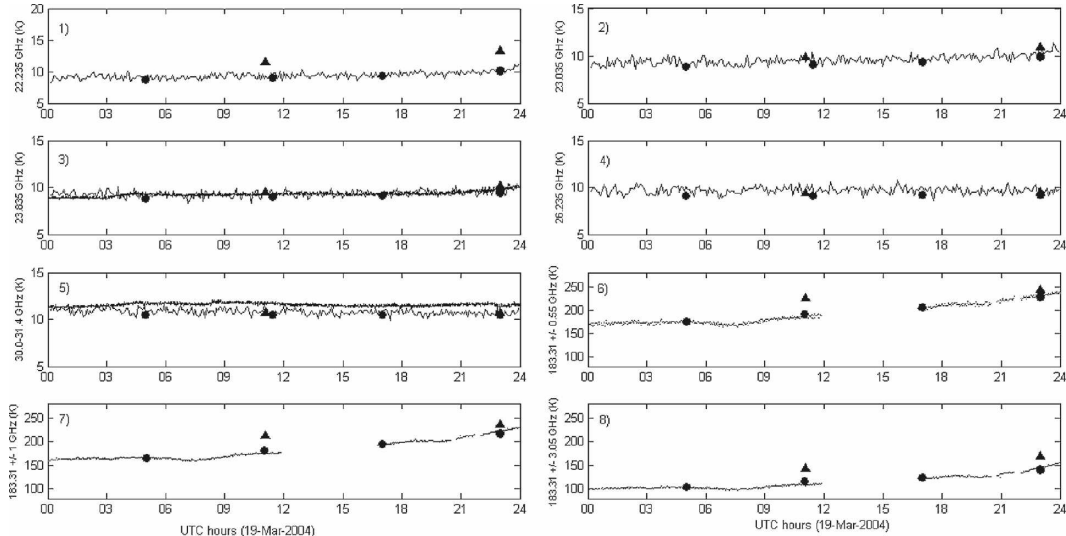 1)
22.235 GHz (K)
20
15
10
5
00 03 06 09 12 15 18 21 24
2)
23.035 GHz (K)
15
10
5
00 03 06 09 12 15 18 21 24
3)
23.835 GHz (K)
15
10
5
00 03 06 09 12 15 18 21 24
4)
26.235 GHz (K)
15
10
5
00 03 06 09 12 15 18 21 24
5)
30.0-31.4 GHz (K)
15
10
5
00 03 06 09 12 15 18 21 24
6)
183.31 +/- 0.55 GHz (K)
250
200
150
100
00 03 06 09 12 15 18 21 24
7)
183.31 +/- 1 GHz (K)
250
200
150
100
00 03 06 09 12 15 18 21 24
UTC hours (19-Mar-2004)
8)
183.31 +/- 3.05 GHz (K)
250
200
150
100
00 03 06 09 12 15 18 21 24
UTC hours (19-Mar-2004)